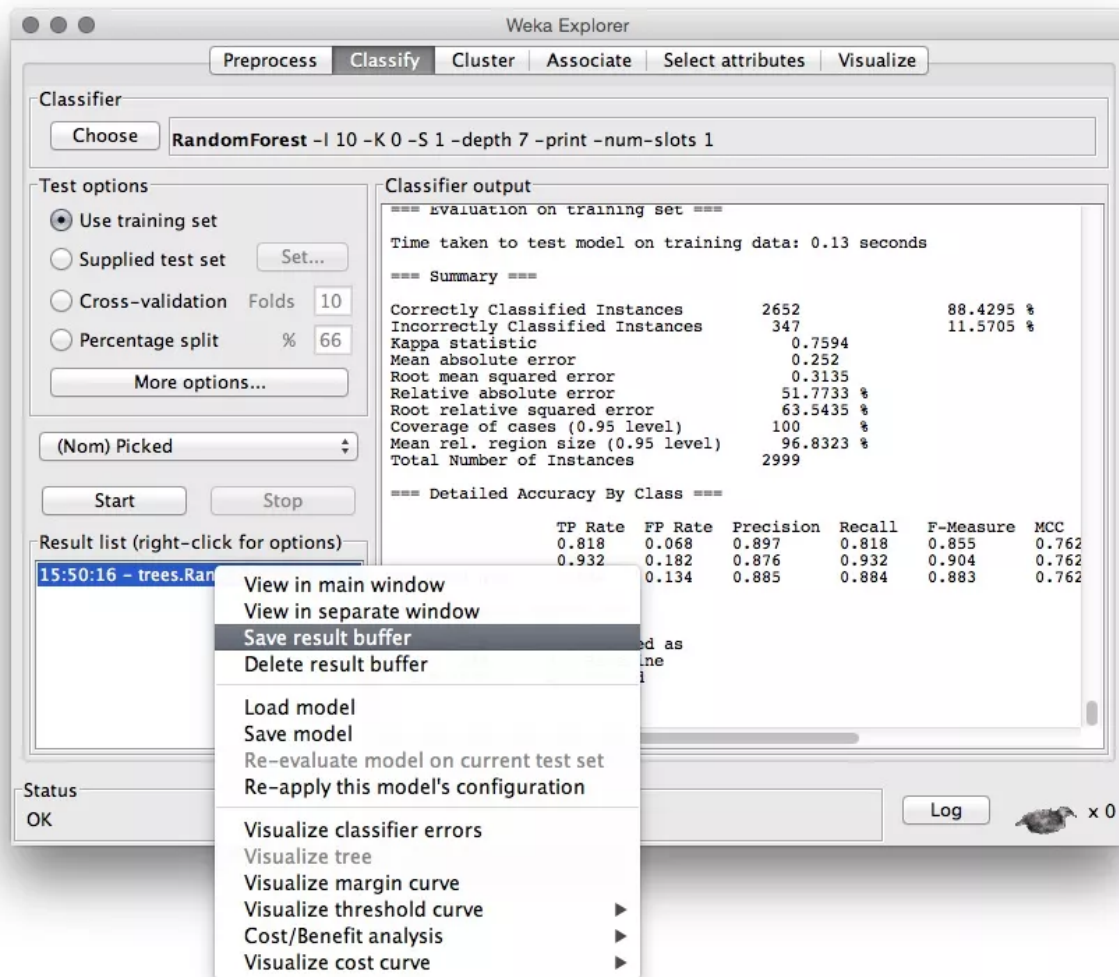 Weka Explorer
Preprocess Classify Cluster Associate Select attributes Visualize
Classifier
Choose RandomForest -I 10 -K 0 -S 1 -depth 7 -print -num-slots 1
Test options
Use training set
Supplied test set Set...
Cross-validation Folds 10
Percentage split % 66
More options...
(Nom) Picked
Start Stop
Result list (right-click for options)
15:50:16 - trees.Ran
Classifier output
=== Evaluation on training set ===
Time taken to test model on training data: 0.13 seconds
=== Summary ===
Correctly Classified Instances 2652 88.4295 %
Incorrectly Classified Instances 347 11.5705 %
Kappa statistic 0.7594
Mean absolute error 0.252
Root mean squared error 0.3135
Relative absolute error 51.7733 %
Root relative squared error 63.5435 %
Coverage of cases (0.95 level) 100 %
Mean rel. region size (0.95 level) 96.8323 %
Total Number of Instances 2999
=== Detailed Accuracy By Class ===
TP Rate FP Rate Precision Recall F-Measure MCC
0.818 0.068 0.897 0.818 0.855 0.762
0.932 0.182 0.876 0.932 0.904 0.762
0.134 0.885 0.884 0.883 0.762
ed as
ne
View in main window
View in separate window
Save result buffer
Delete result buffer
Load model
Save model
Re-evaluate model on current test set
Re-apply this model's configuration
Visualize classifier errors
Visualize tree
Visualize margin curve
Visualize threshold curve
Cost/Benefit analysis
Visualize cost curve
Status
OK
Log x 0